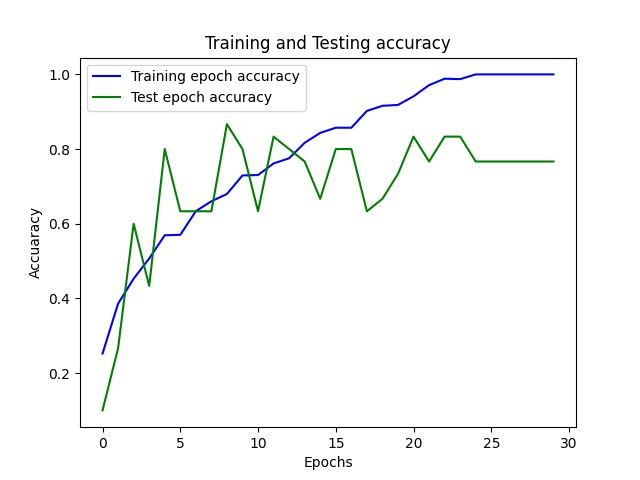 Training and Testing accuracy
Training epoch accuracy
Test epoch accuracy
1.0
0.8
0.6
0.4
0.2
Accuaracy
0 5 10 15 20 25 30
Epochs